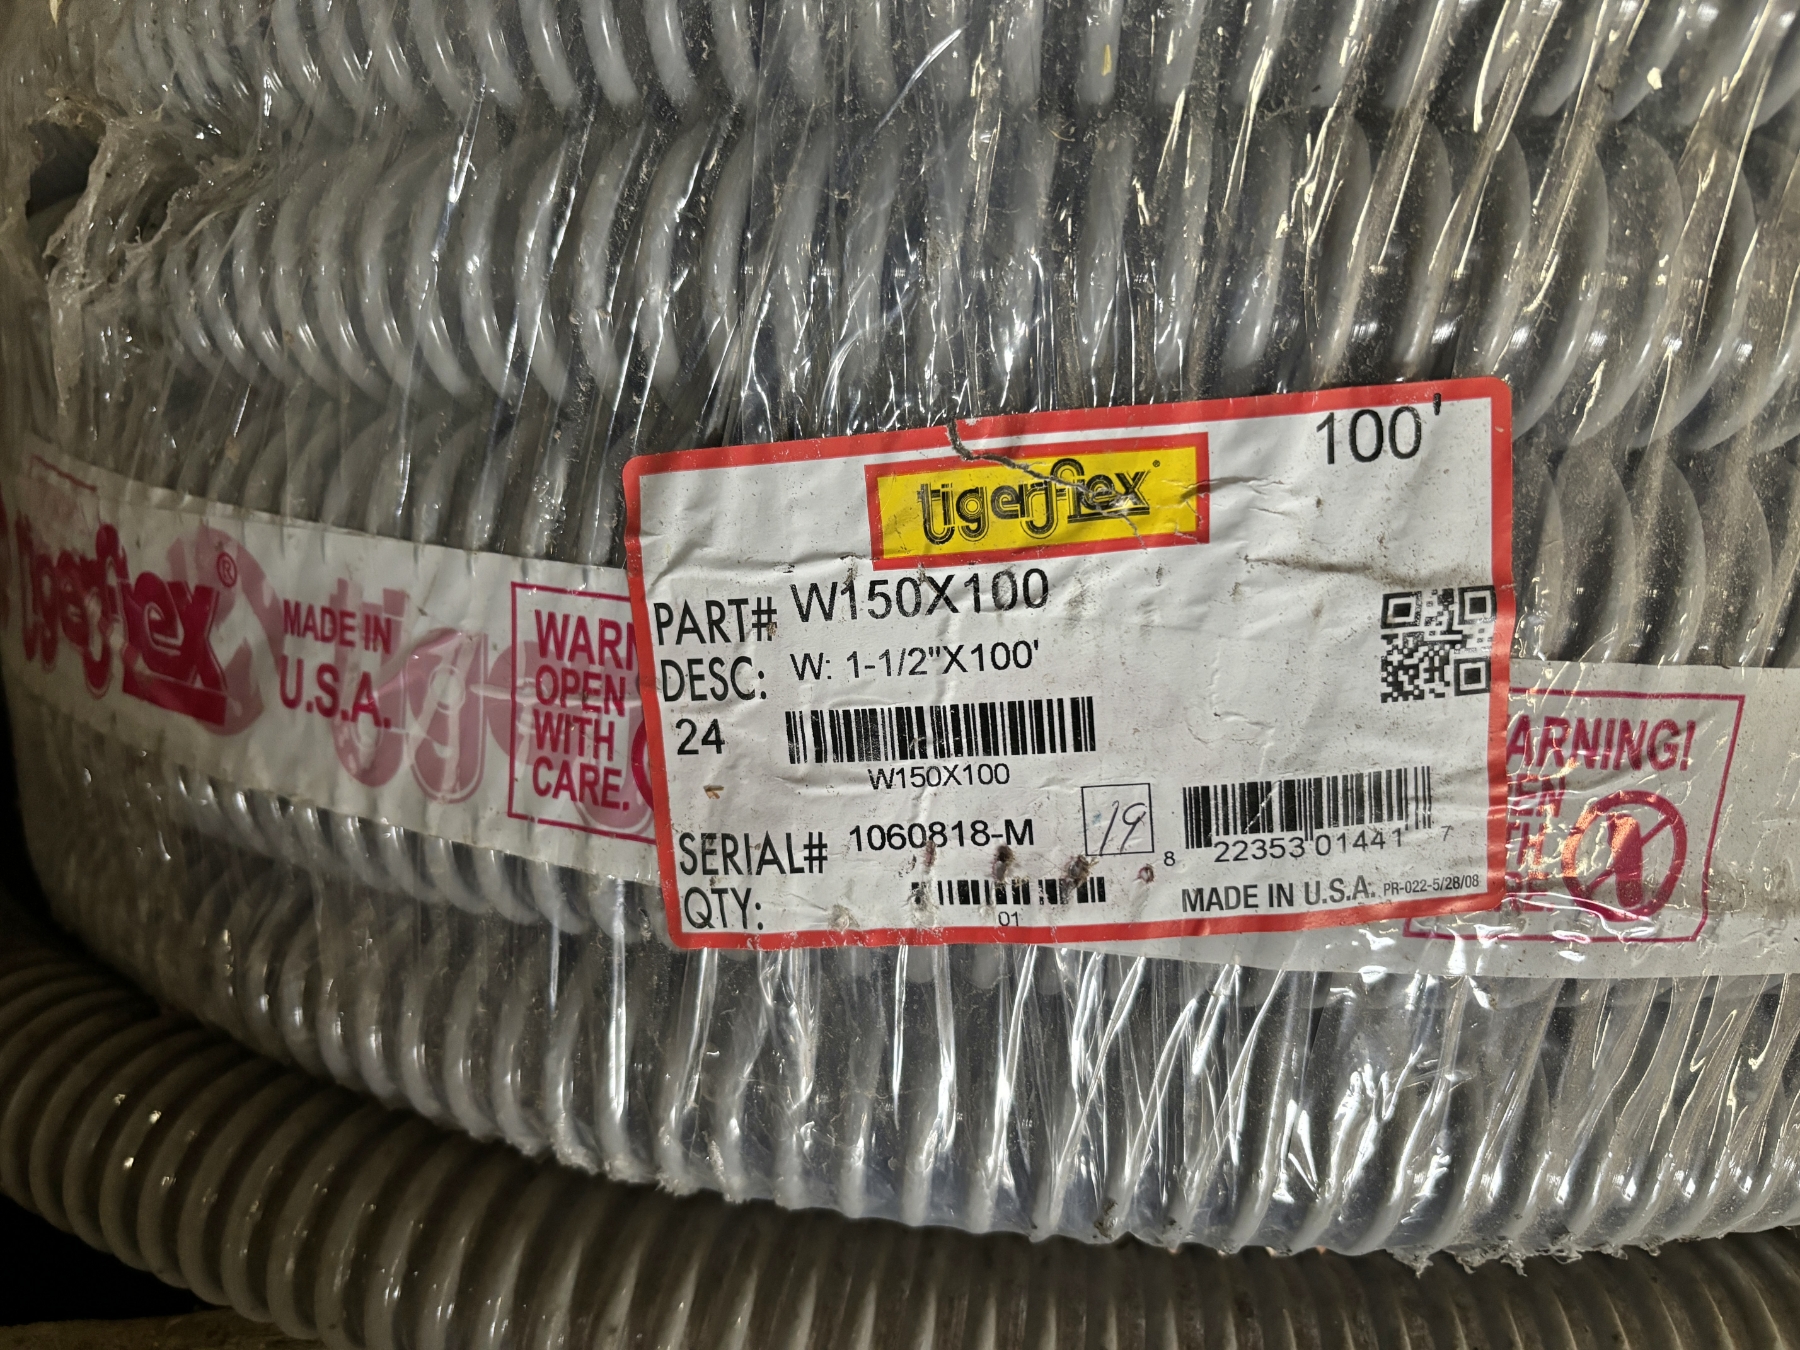 100'
tigerflex
PART# W150X100
DESC: W: 1-1/2"X100'
24
W150X100
SERIAL# 1060818-M
19
8 22353 01441 7
QTY:
01
MADE IN U.S.A. PR-022-5/28/08
tigerflex®
MADE IN
U.S.A.
WARN
OPEN
WITH
CARE.
ARNING!